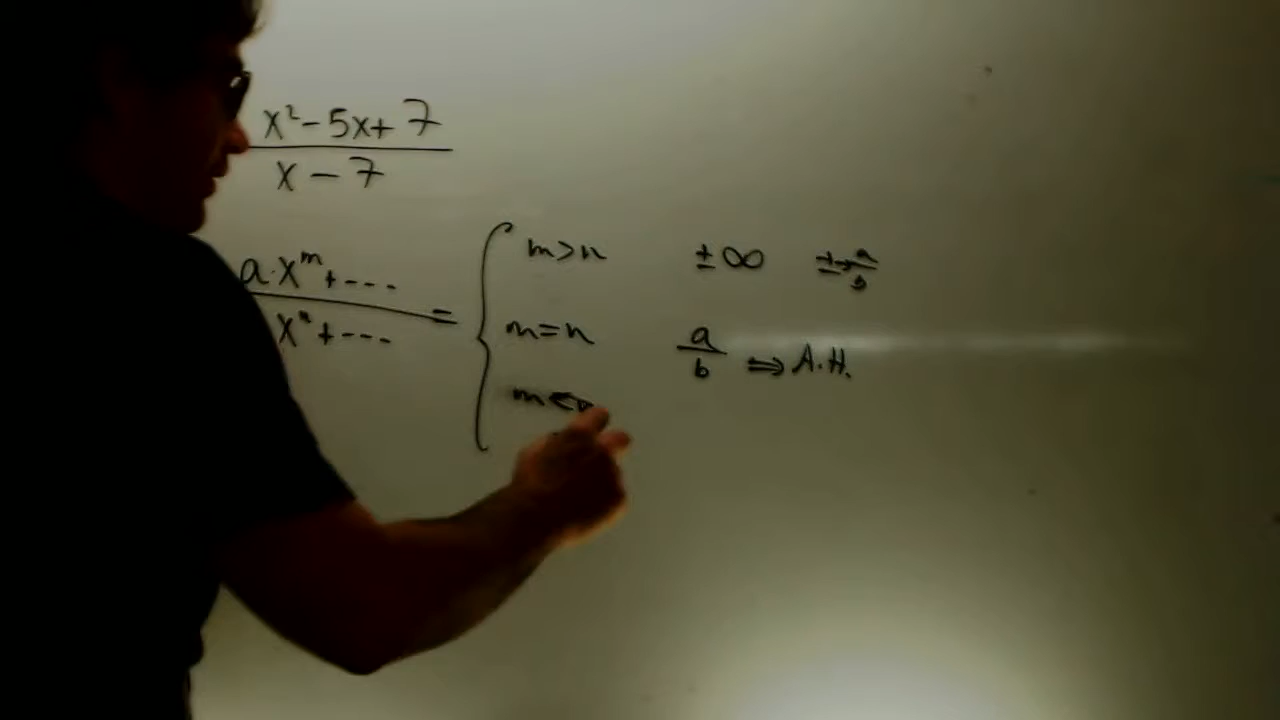 x² - 5x + 7
x - 7
a·x^m + ---
x^n + ---
=
m > n ± ∞ ± a/b
m = n a/b ⇒ A.H.
m <